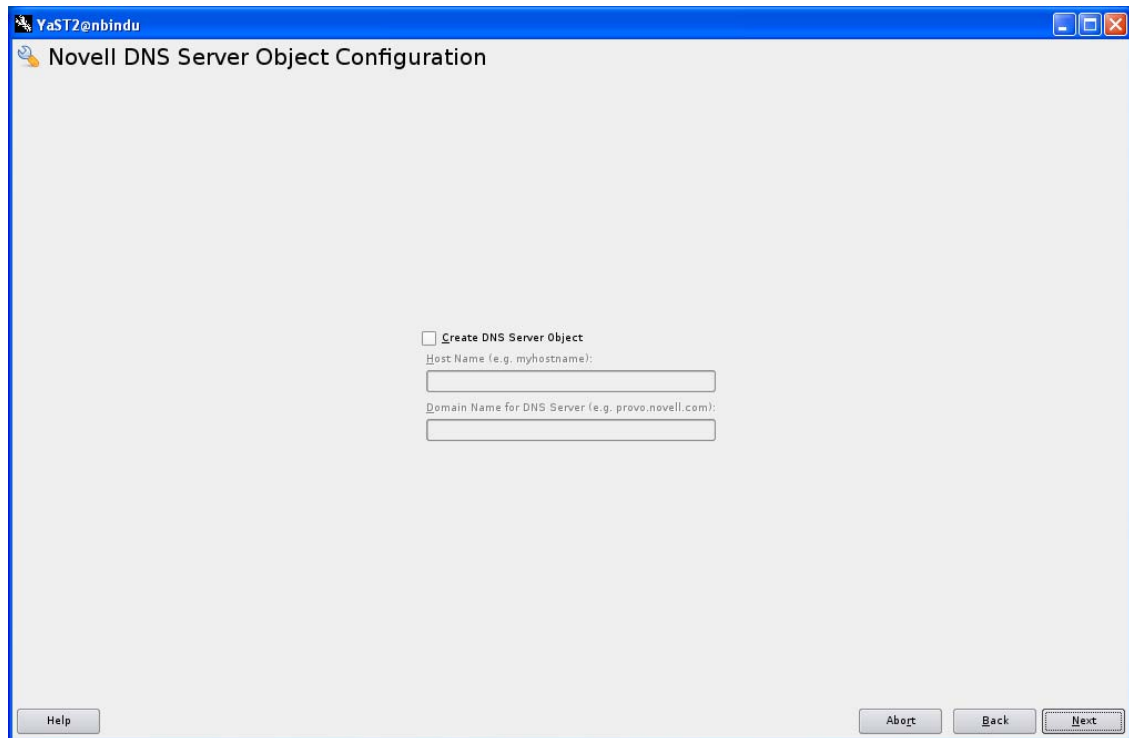 YaST2@nbindu
Novell DNS Server Object Configuration
Create DNS Server Object
Host Name (e.g. myhostname):
Domain Name for DNS Server (e.g. provo.novell.com):
Help
Abort
Back
Next